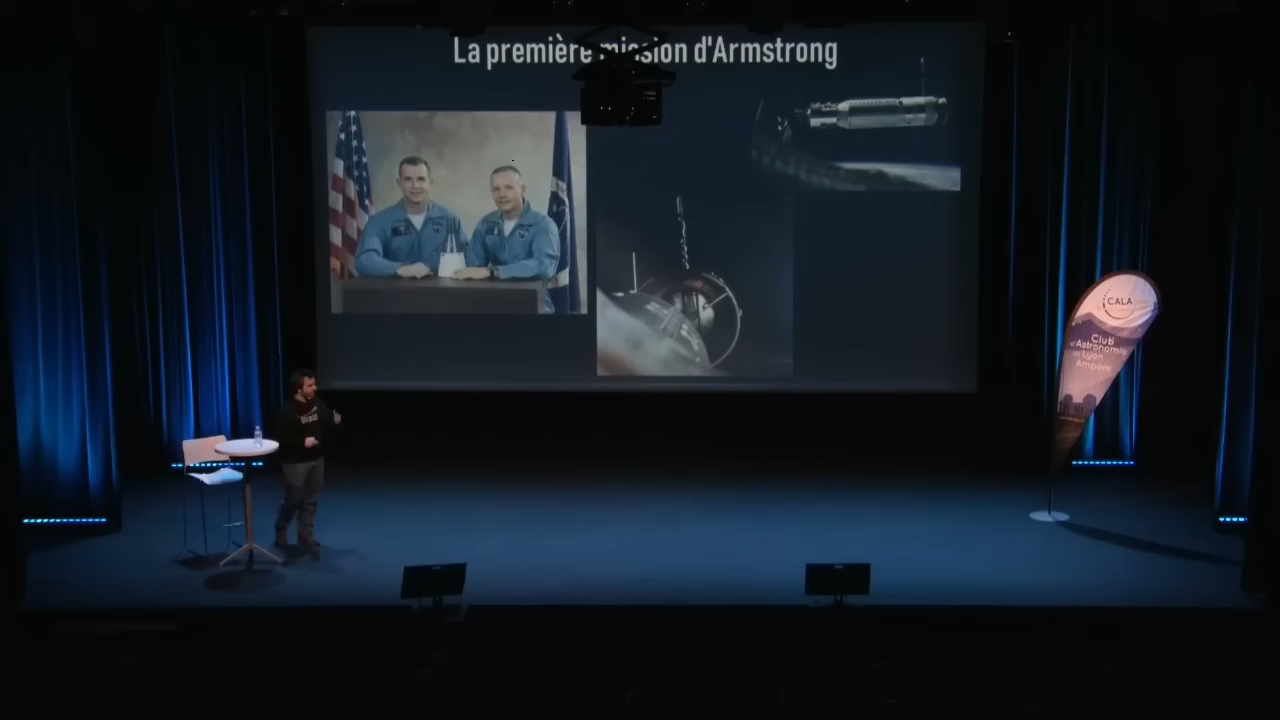 La première mission d'Armstrong
CALA
Club
d'Astronomie
de Lyon
Ampère